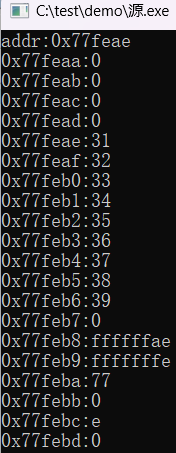 C:\test\demo\源.exe
addr:0x77feae
0x77feaa:0
0x77feab:0
0x77feac:0
0x77fead:0
0x77feae:31
0x77feaf:32
0x77feb0:33
0x77feb1:34
0x77feb2:35
0x77feb3:36
0x77feb4:37
0x77feb5:38
0x77feb6:39
0x77feb7:0
0x77feb8:ffffffae
0x77feb9:fffffffe
0x77feba:77
0x77febb:0
0x77febc:e
0x77febd:0